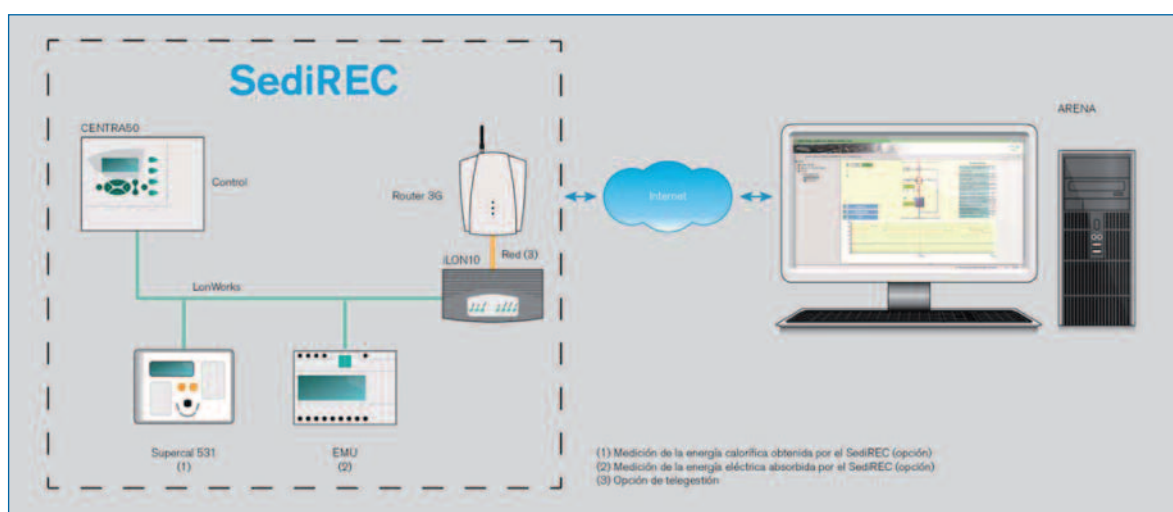 SediREC
CENTRA50
Control
Router 3G
Red (3)
iLON10
LonWorks
Supercal 531
(1)
EMU
(2)
Internet
ARENA
(1) Medición de la energía calorífica obtenida por el SediREC (opción)
(2) Medición de la energía eléctrica absorbida por el SediREC (opción)
(3) Opción de telegestión